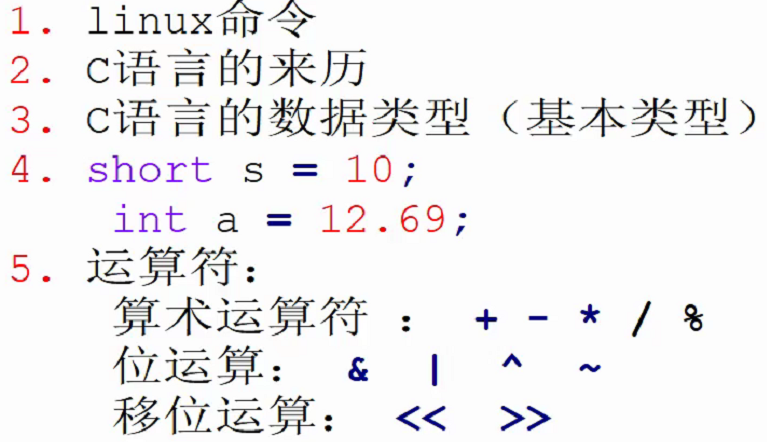 1. linux命令
2. C语言的来历
3. C语言的数据类型（基本类型）
4. short s = 10;
int a = 12.69;
5. 运算符：
算术运算符 ： + - * / %
位运算： & | ^ ~
移位运算： << >>